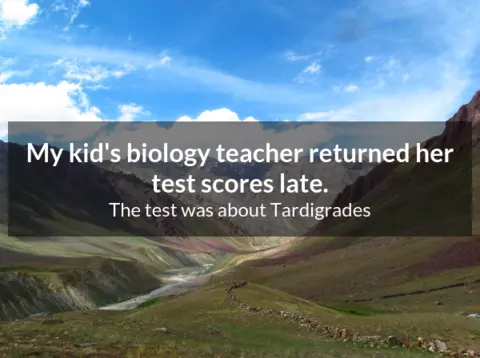 My kid's biology teacher returned her
test scores late.
The test was about Tardigrades